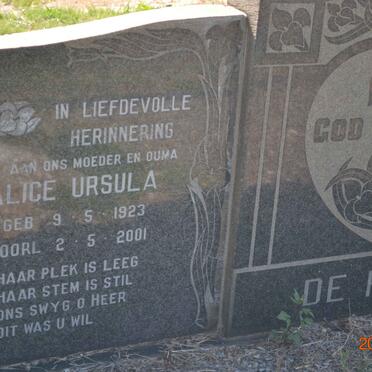 IN LIEFDEVOLLE
HERINNERING
AAN ONS MOEDER EN OUMA
ALICE URSULA
GEB 9 . 5 . 1923
OORL 2 . 5 . 2001
HAAR PLEK IS LEEG
HAAR STEM IS STIL
ONS SWYG O HEER
DIT WAS U WIL
GOD
DE